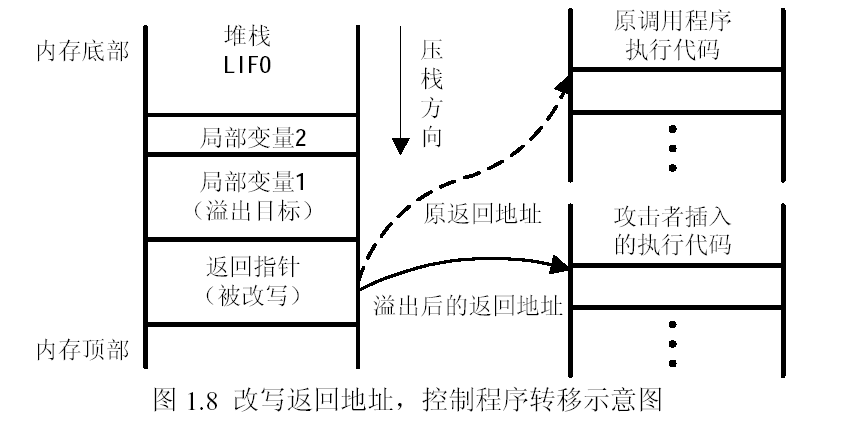 内存底部
堆栈
LIFO
压
栈
方
向
原调用程序
执行代码
局部变量2
局部变量1
（溢出目标）
原返回地址
攻击者插入
的执行代码
返回指针
（被改写）
溢出后的返回地址
内存顶部
图 1.8 改写返回地址，控制程序转移示意图